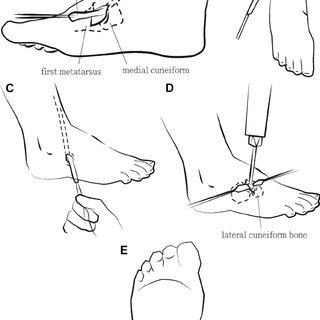 first metatarsus
medial cuneiform
C
D
lateral cuneiform bone
E